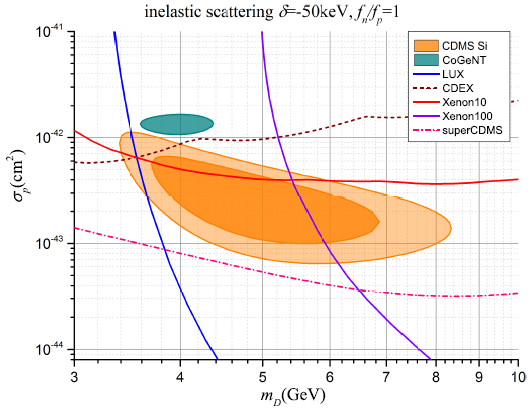 inelastic scattering δ=-50keV, fn/fp=1
10⁻⁴¹
10⁻⁴²
10⁻⁴³
10⁻⁴⁴
σp(cm²)
CDMS Si
CoGeNT
LUX
CDEX
Xenon10
Xenon100
superCDMS
3 4 5 6 7 8 9 10
mD(GeV)